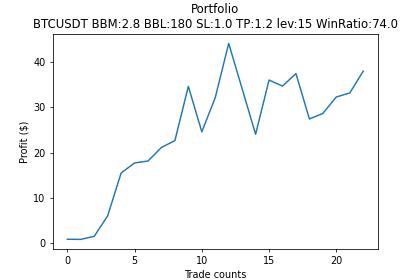 Portfolio
BTCUSDT BBM:2.8 BBL:180 SL:1.0 TP:1.2 lev:15 WinRatio:74.0
40
30
20
10
0
Profit ($)
0 5 10 15 20
Trade counts